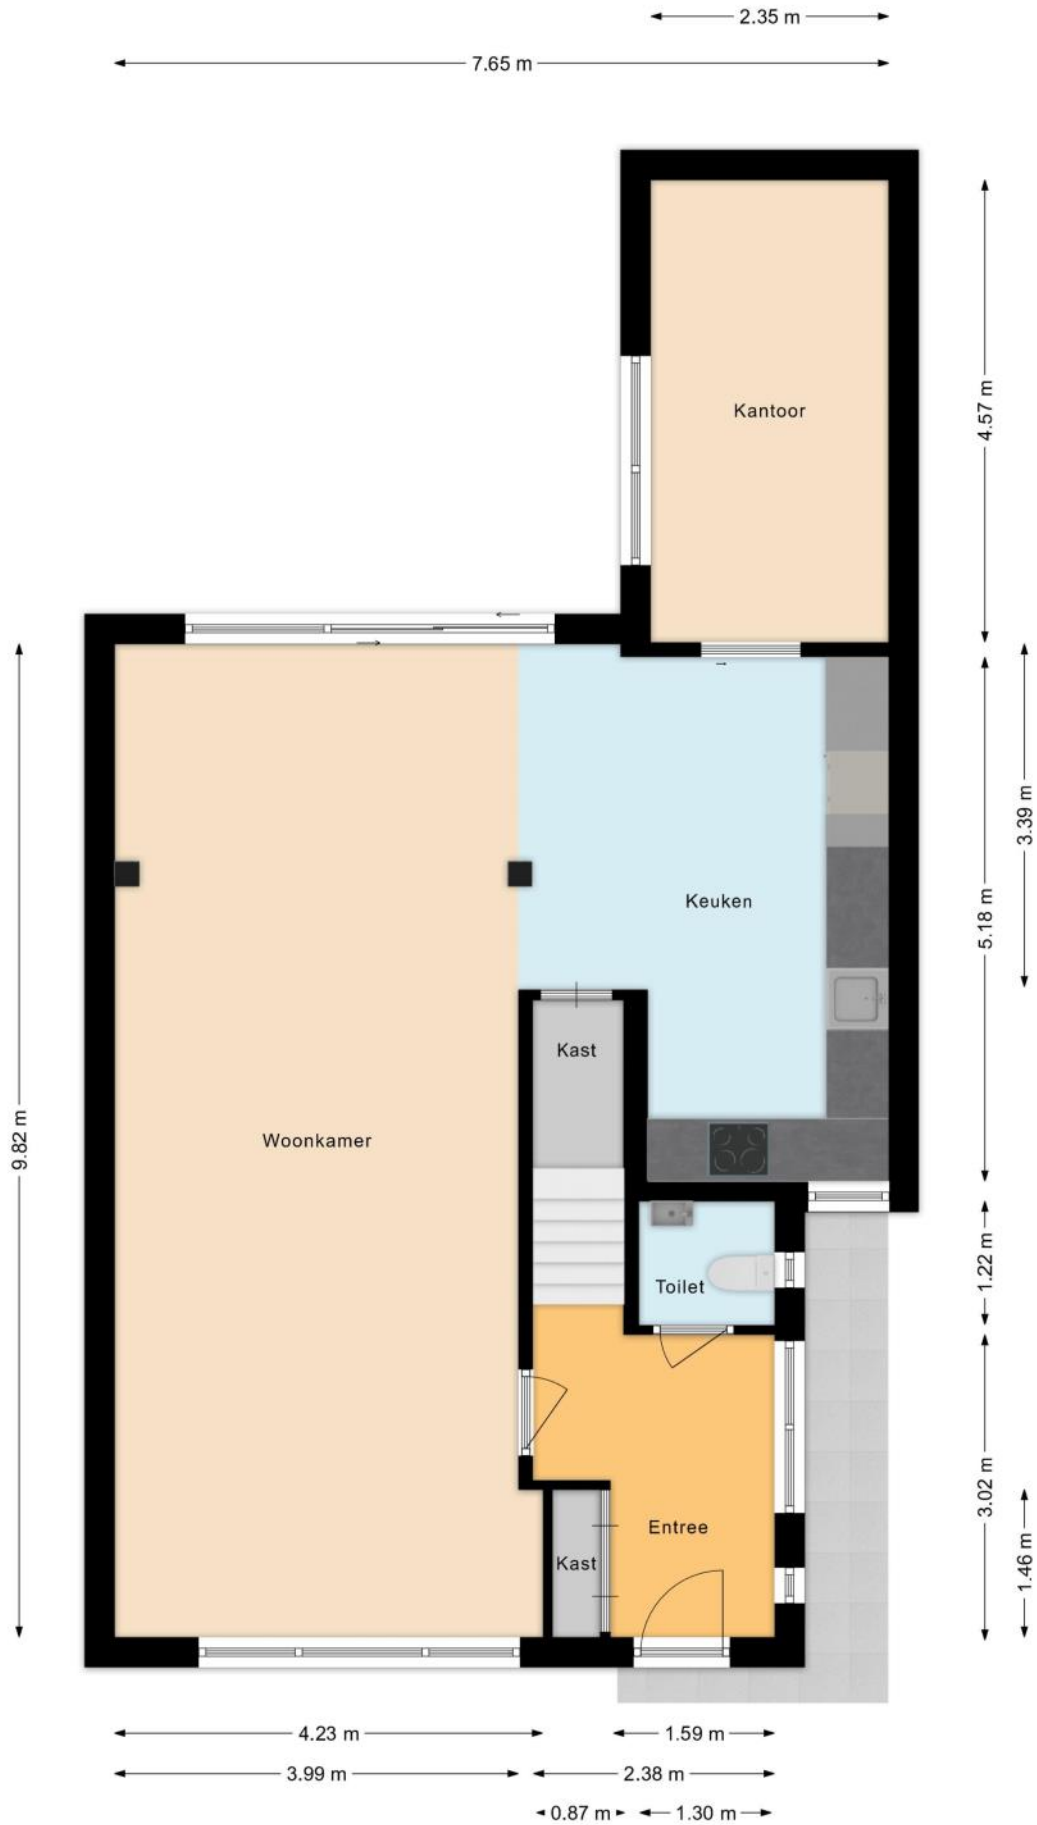 2.35 m
7.65 m
Kantoor
4.57 m
3.39 m
Keuken
5.18 m
Kast
Woonkamer
9.82 m
1.22 m
Toilet
3.02 m
Entree
1.46 m
Kast
4.23 m
1.59 m
3.99 m
2.38 m
0.87 m
1.30 m